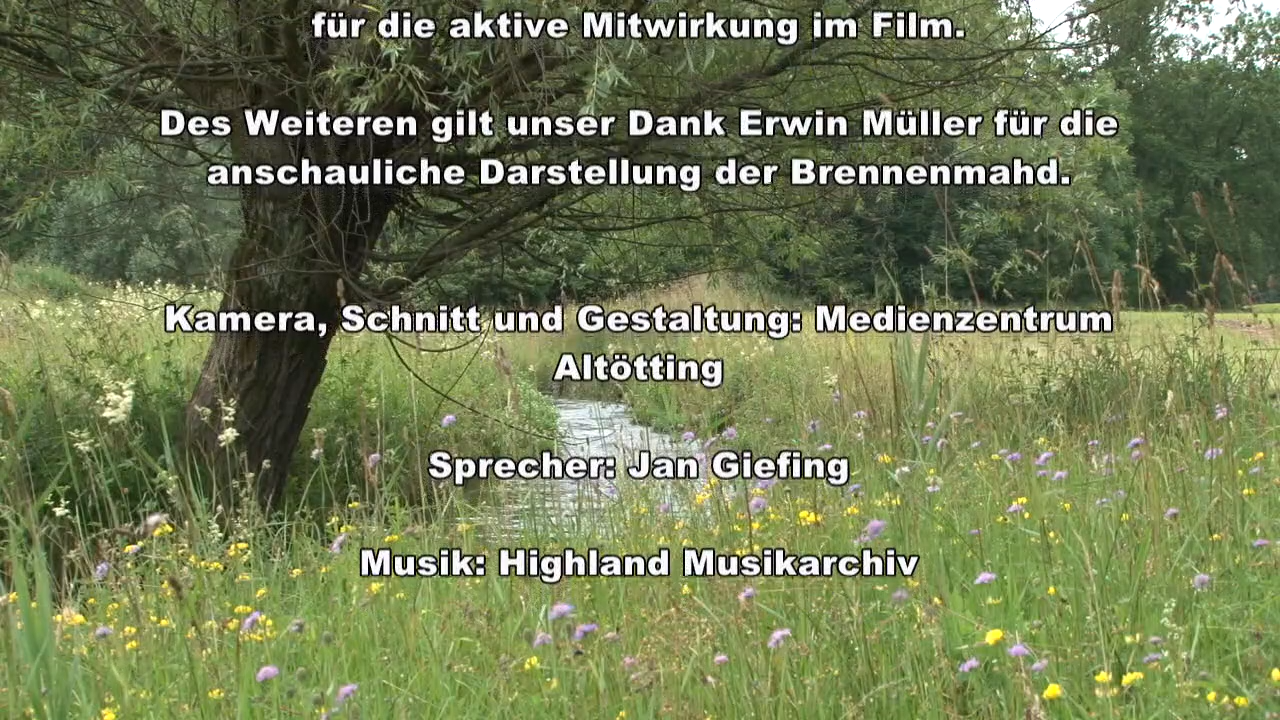 für die aktive Mitwirkung im Film.
Des Weiteren gilt unser Dank Erwin Müller für die
anschauliche Darstellung der Brennenmahd.
Kamera, Schnitt und Gestaltung: Medienzentrum
Altötting
Sprecher: Jan Giefing
Musik: Highland Musikarchiv